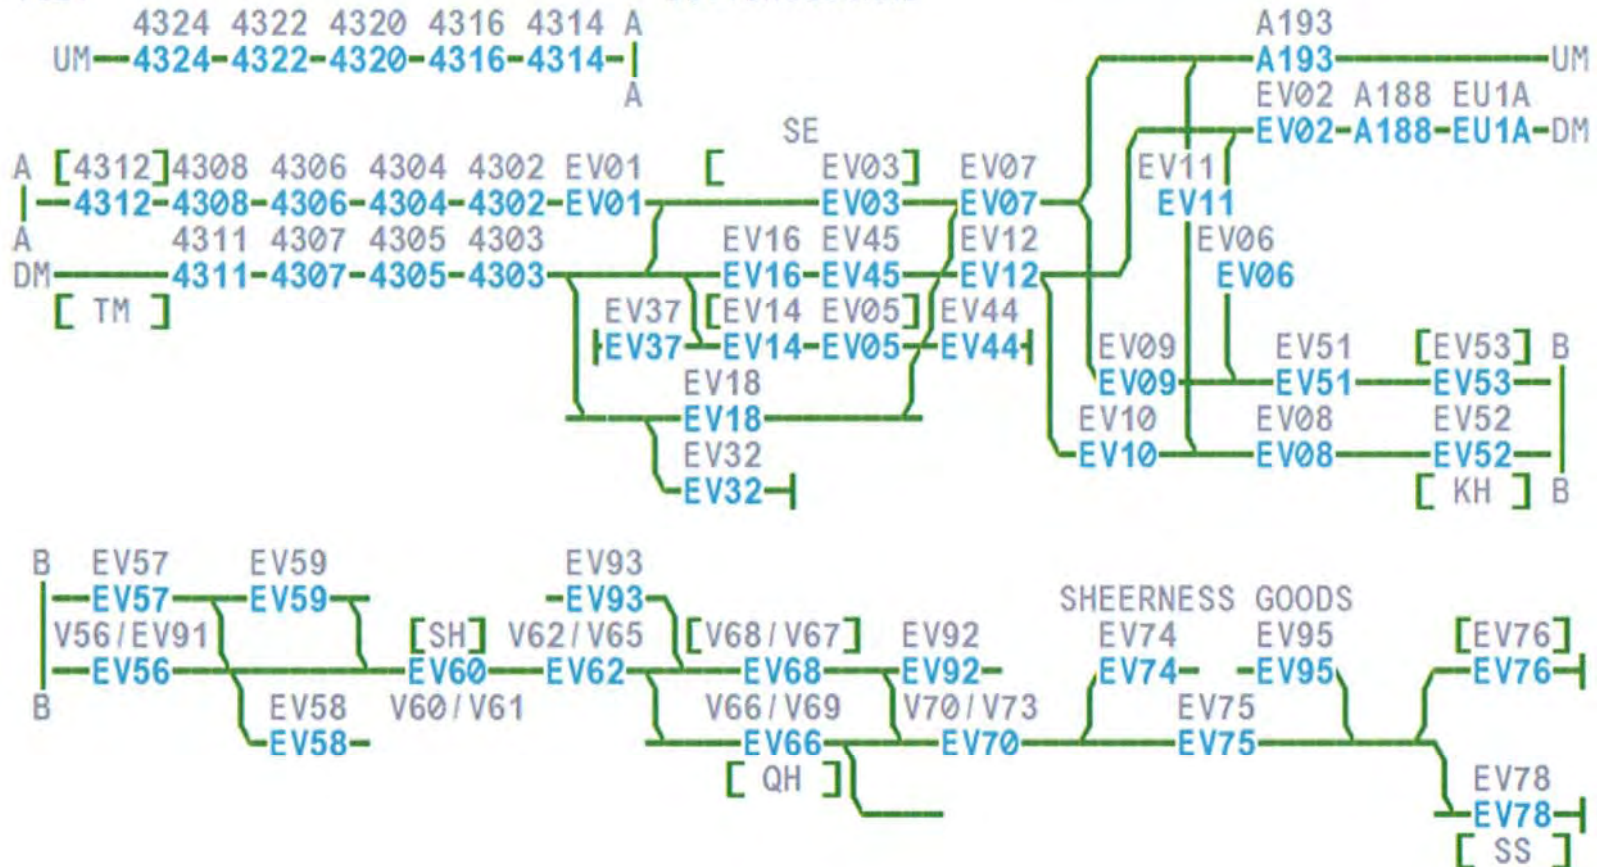 4324 4322 4320 4316 4314 A A193
UM 4324 4322 4320 4316 4314 A193 UM
A EV02 A188 EU1A
SE EV02 A188 EU1A DM
A [4312] 4308 4306 4304 4302 EV01 [ EV03] EV07 EV11
4312 4308 4306 4304 4302 EV01 EV03 EV07 EV11
A 4311 4307 4305 4303 EV16 EV45 EV12 EV06
DM 4311 4307 4305 4303 EV16 EV45 EV12 EV06
[ TM ] EV37 [EV14 EV05] EV44
EV37 EV14 EV05 EV44 EV09 EV51 [EV53] B
EV18 EV09 EV51 EV53
EV18 EV10 EV08 EV52
EV32 EV10 EV08 EV52
EV32 [ KH ] B
B EV57 EV59 EV93
EV57 EV59 EV93 SHEERNESS GOODS
V56/EV91 [SH] V62/V65 [V68/V67] EV92 EV74 EV95 [EV76]
EV56 EV60 EV62 EV68 EV92 EV74 EV95 EV76
B EV58 V60/V61 V66/V69 V70/V73 EV75
EV58 EV66 EV70 EV75
[ QH ] EV78
EV78
[ SS ]